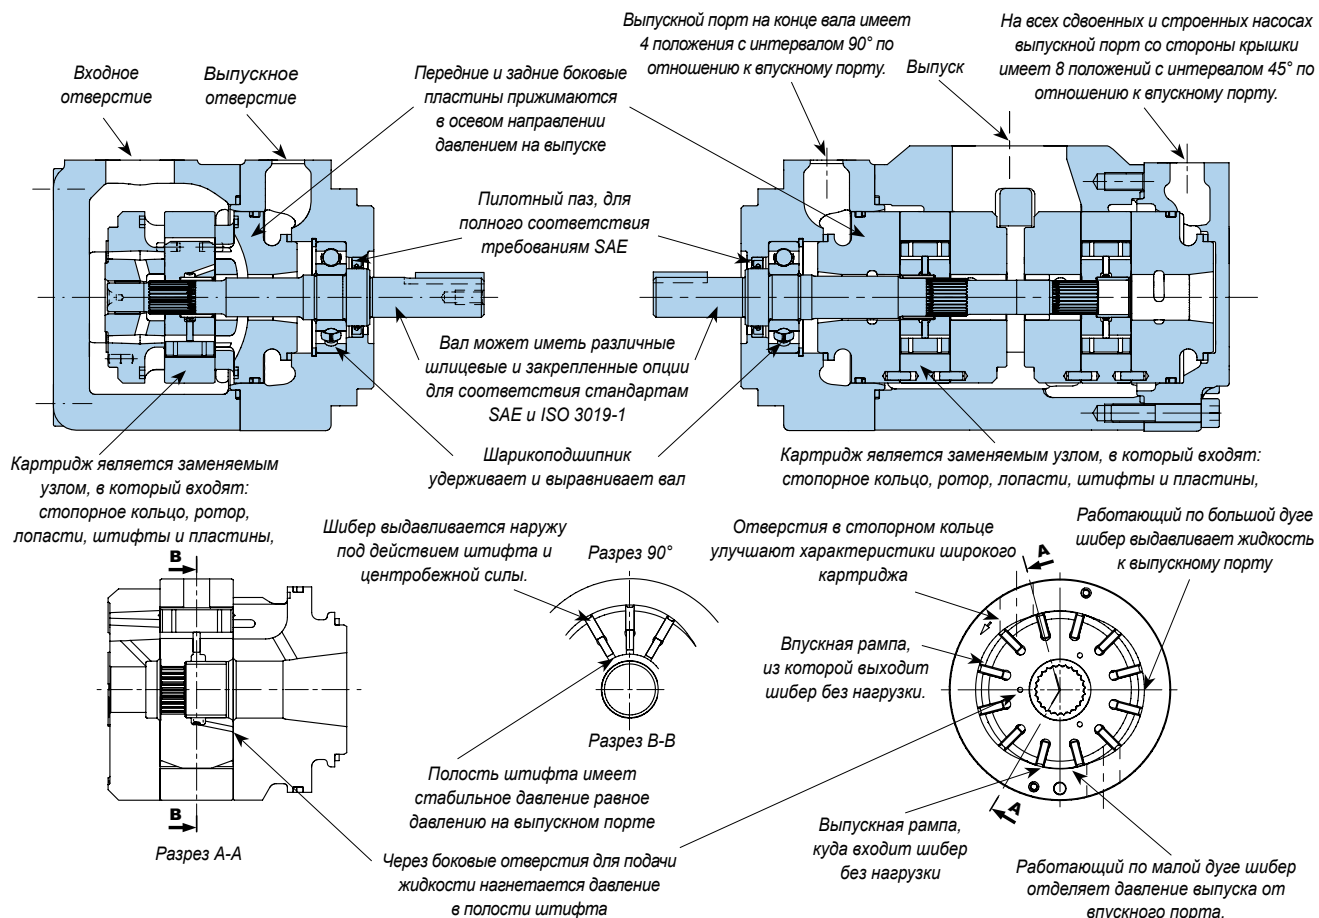 Входное
отверстие
Выпускное
отверстие
Передние и задние боковые
пластины прижимаются
в осевом направлении
давлением на выпуске
Выпускной порт на конце вала имеет
4 положения с интервалом 90° по
отношению к впускному порту.
Выпуск
На всех сдвоенных и строенных насосах
выпускной порт со стороны крышки
имеет 8 положений с интервалом 45° по
отношению к впускному порту.
Пилотный паз, для
полного соответствия
требованиям SAE
Вал может иметь различные
шлицевые и закрепленные опции
для соответствия стандартам
SAE и ISO 3019-1
Шарикоподшипник
удерживает и выравнивает вал
Картридж является заменяемым
узлом, в который входят:
стопорное кольцо, ротор,
лопасти, штифты и пластины,
Картридж является заменяемым узлом, в который входят:
стопорное кольцо, ротор, лопасти, штифты и пластины,
Шибер выдавливается наружу
под действием штифта и
центробежной силы.
Разрез 90°
Отверстия в стопорном кольце
улучшают характеристики широкого
картриджа
Работающий по большой дуге
шибер выдавливает жидкость
к выпускному порту
B
B
Разрез A-A
Разрез B-B
A
A
Впускная рампа,
из которой выходит
шибер без нагрузки.
Полость штифта имеет
стабильное давление равное
давлению на выпускном порте
Через боковые отверстия для подачи
жидкости нагнетается давление
в полости штифта
Выпускная рампа,
куда входит шибер
без нагрузки
Работающий по малой дуге шибер
отделяет давление выпуска от
впускного порта.